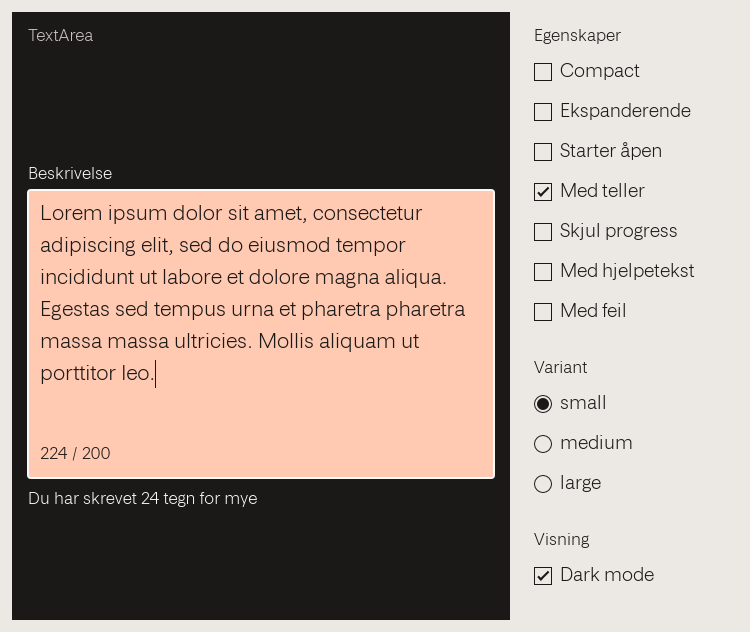 TextArea
Beskrivelse
Lorem ipsum dolor sit amet, consectetur
adipiscing elit, sed do eiusmod tempor
incididunt ut labore et dolore magna aliqua.
Egestas sed tempus urna et pharetra pharetra
massa massa ultricies. Mollis aliquam ut
porttitor leo.
224 / 200
Du har skrevet 24 tegn for mye
Egenskaper
Compact
Ekspanderende
Starter åpen
Med teller
Skjul progress
Med hjelpetekst
Med feil
Variant
small
medium
large
Visning
Dark mode